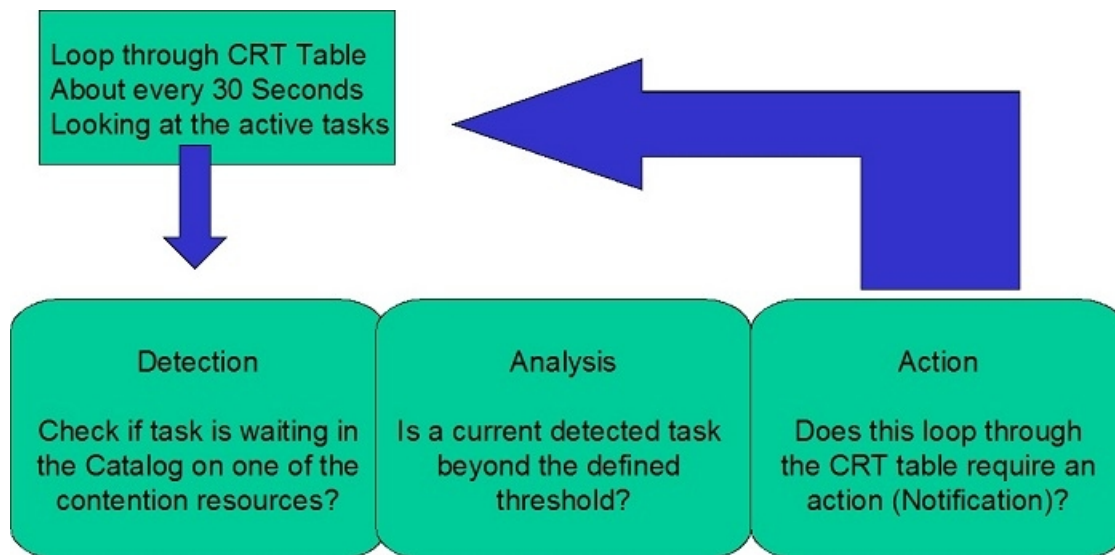 Loop through CRT Table
About every 30 Seconds
Looking at the active tasks
Detection
Check if task is waiting in
the Catalog on one of the
contention resources?
Analysis
Is a current detected task
beyond the defined
threshold?
Action
Does this loop through
the CRT table require an
action (Notification)?